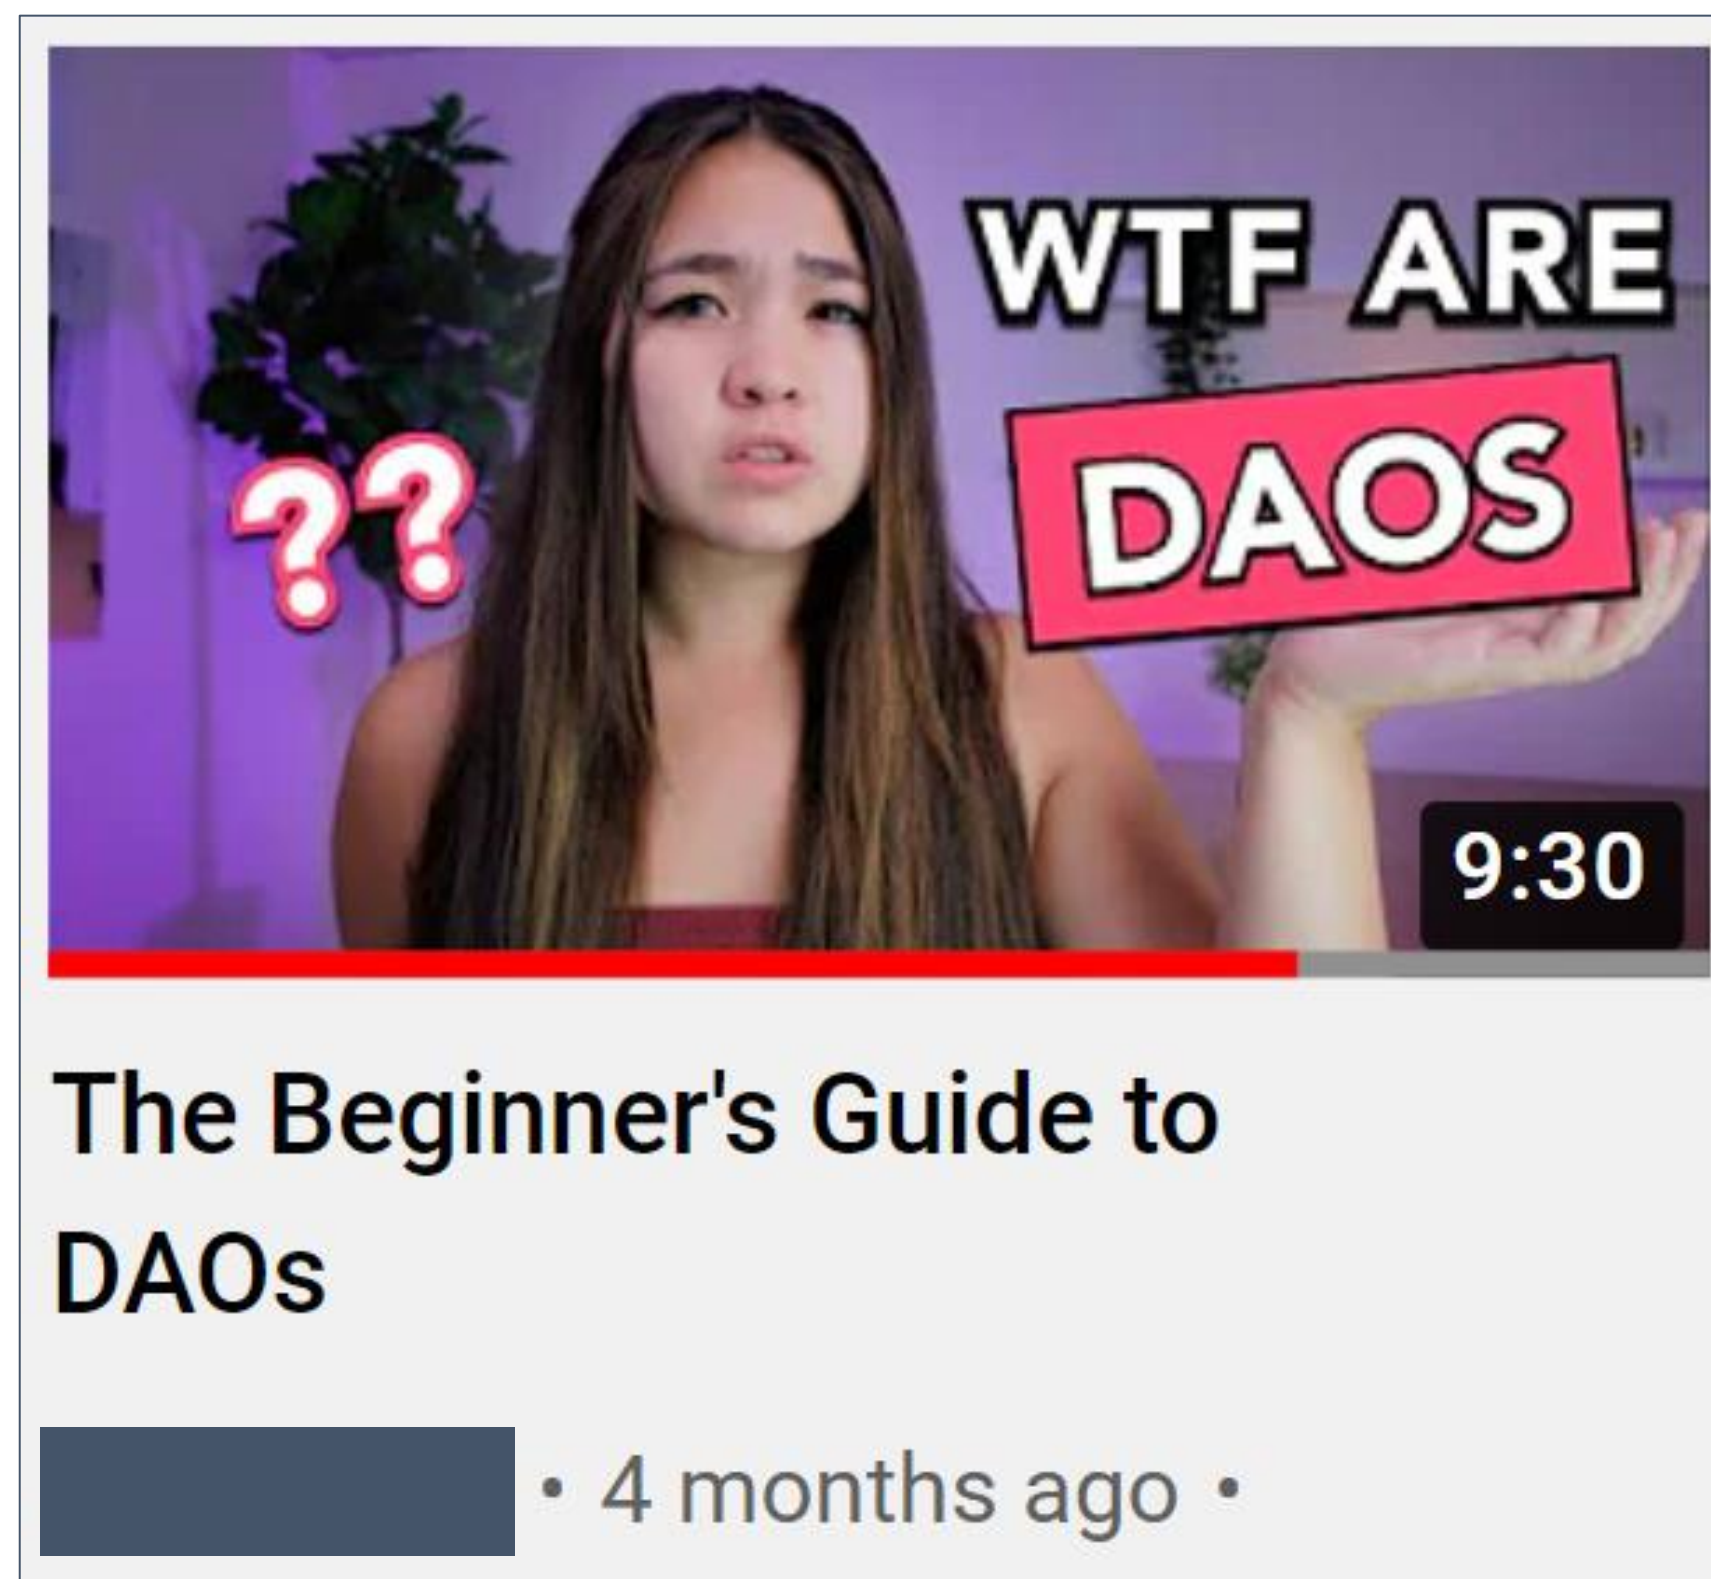 WTF ARE
DAOS
??
9:30
The Beginner's Guide to
DAOs
• 4 months ago •